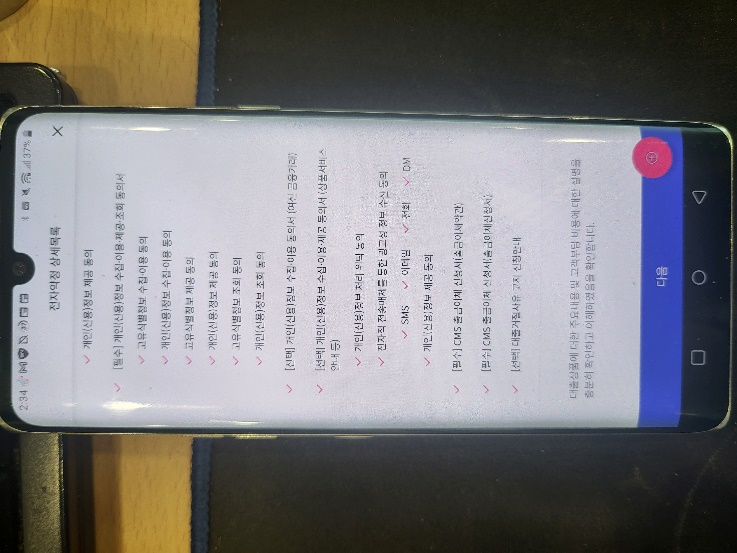 2:34
37%
전자약정 상세목록
개인(신용)정보 제공 동의
[필수] 개인(신용)정보 수집·이용·제공·조회 동의서
고유식별정보 수집·이용 동의
개인(신용)정보 수집·이용 동의
고유식별정보 제공 동의
개인(신용)정보 제공 동의
고유식별정보 조회 동의
개인(신용)정보 조회 동의
[선택] 개인(신용)정보 수집·이용 동의서 (여신 금융거래)
[선택] 개인(신용)정보 수집·이용·제공 동의서 (상품서비스
안내 등)
개인(신용)정보 처리 위탁 동의
전자적 전송매체를 통한 광고성 정보 수신 동의
SMS 이메일 전화 DM
개인(신용)정보 제공 동의
[필수] CMS 출금이체 신청서(출금이체약관)
[필수] CMS 출금이체 신청서(출금이체신청서)
[선택] 대출거절사유 고지 신청안내
대출상품에 대한 주요내용 및 고객부담 비용에 대한 설명을
충분히 확인하고 이해하였음을 확인합니다.
다음